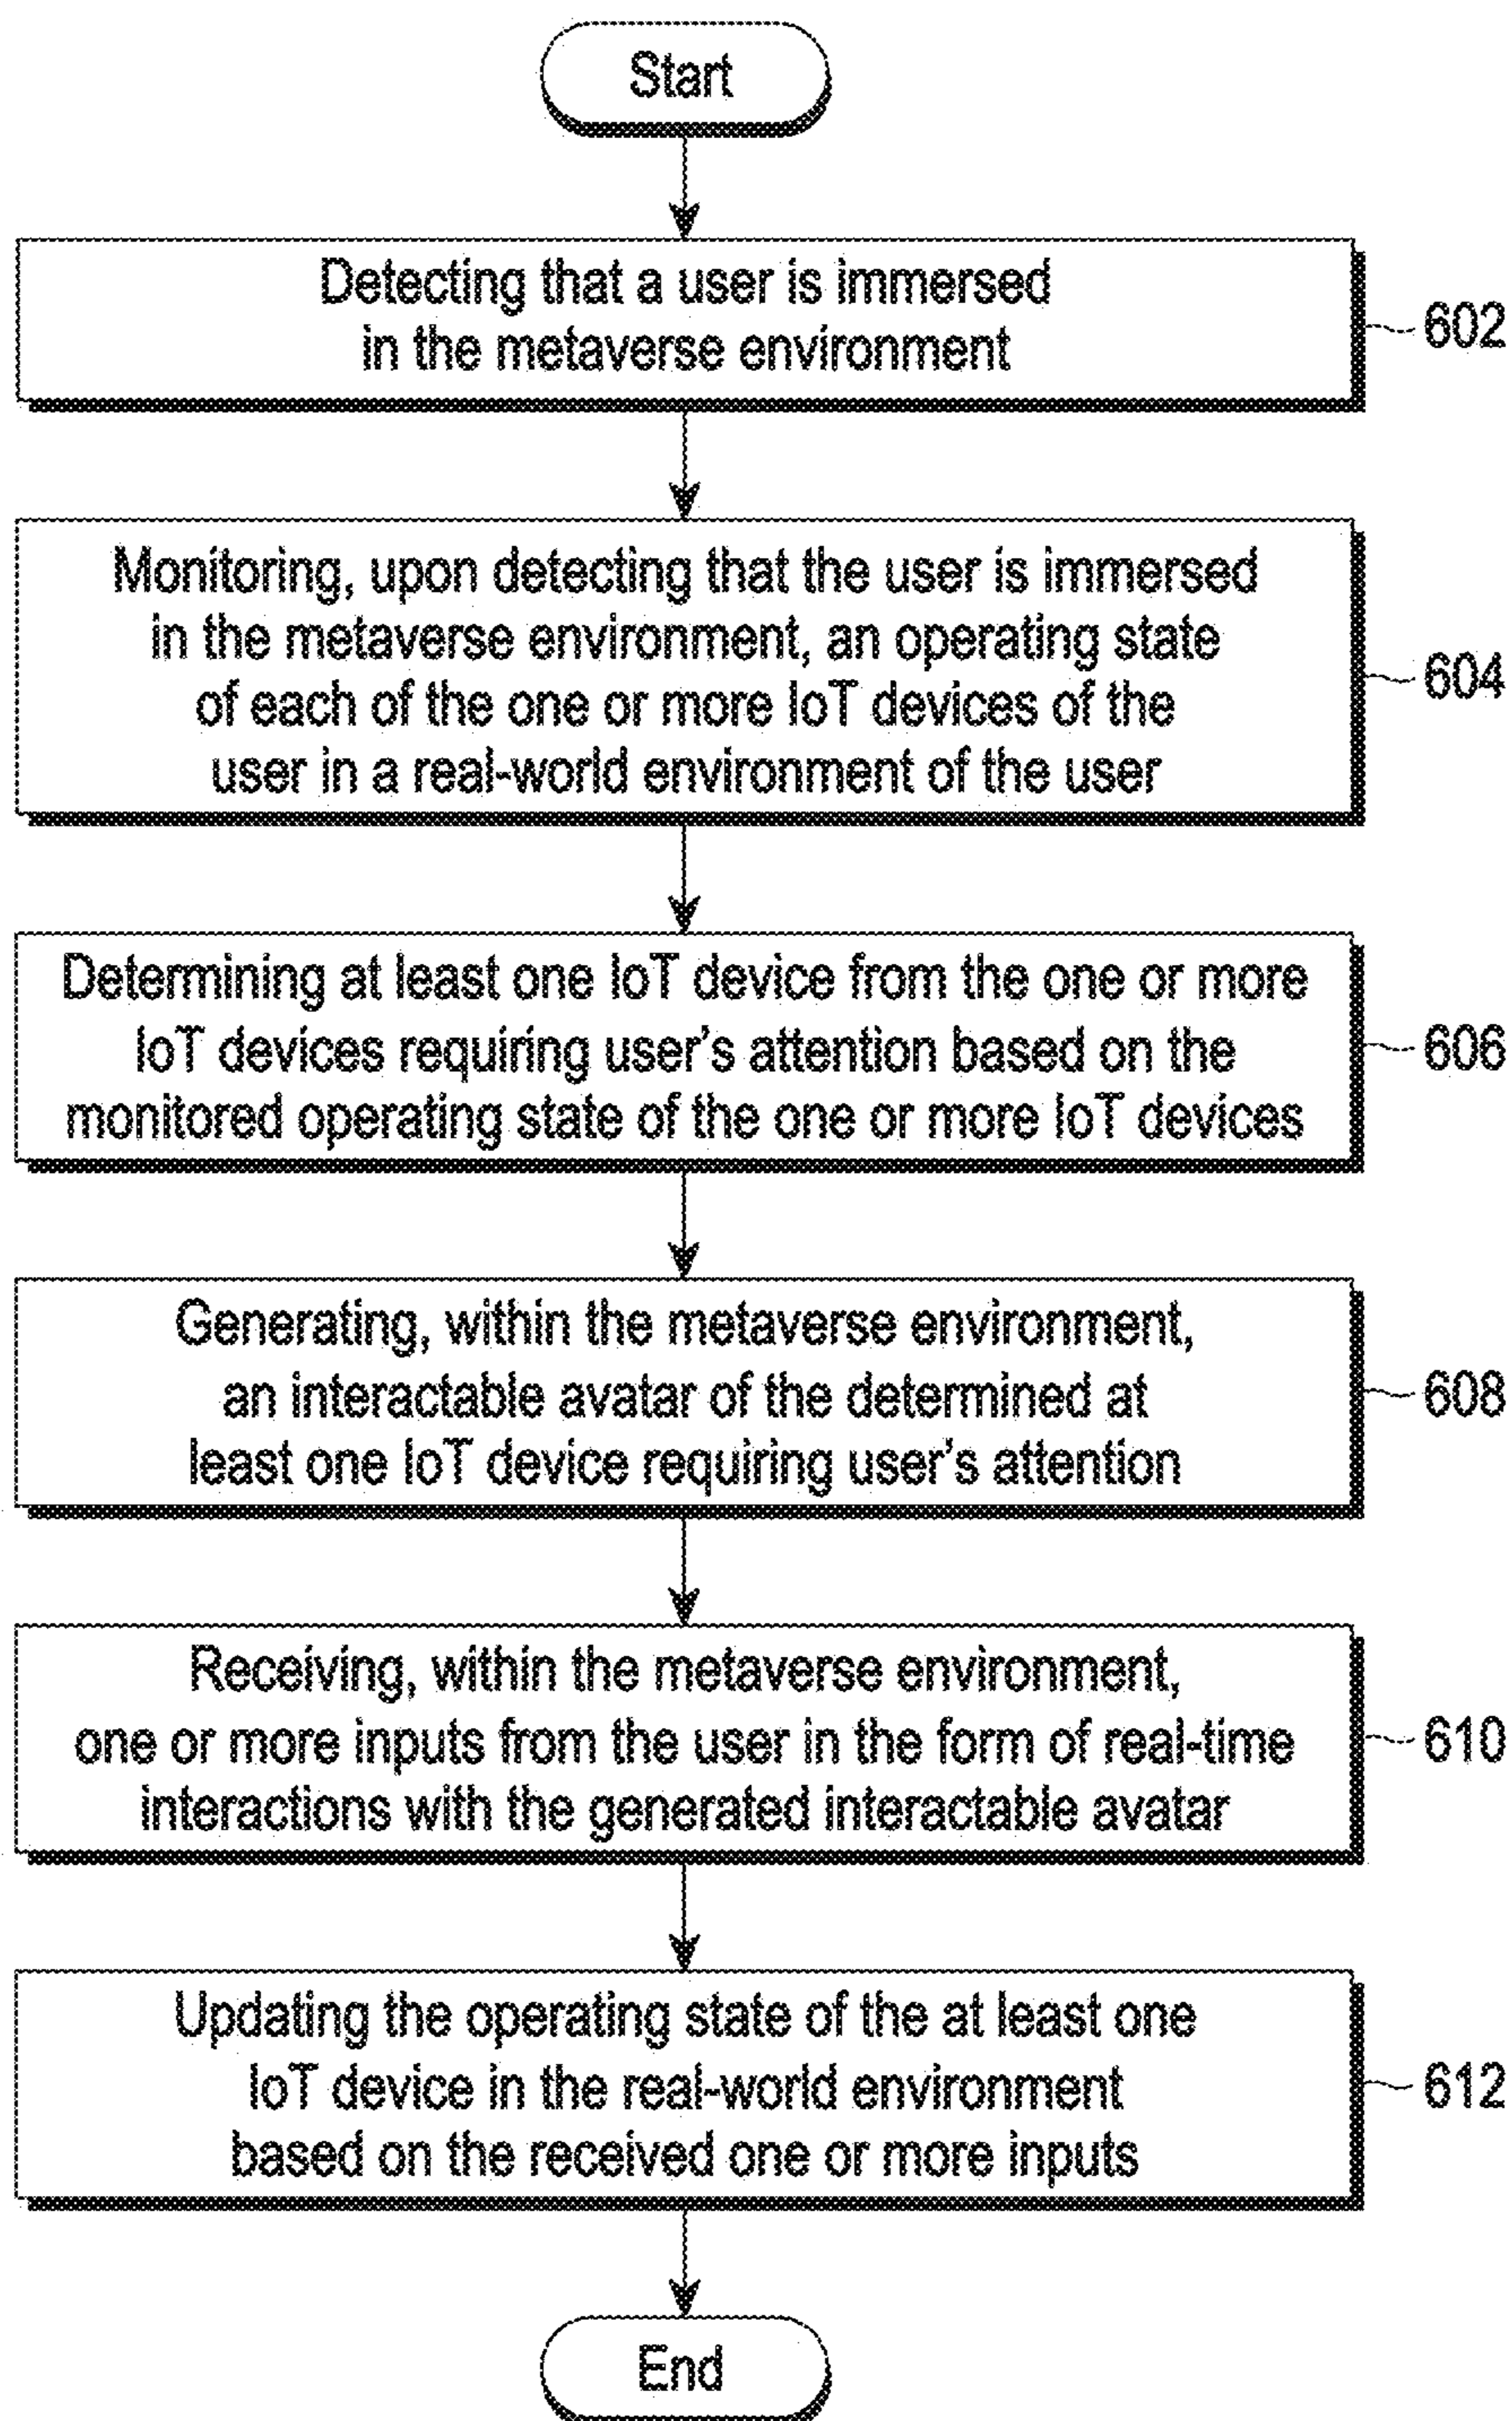 Start
Detecting that a user is immersed
in the metaverse environment
602
Monitoring, upon detecting that the user is immersed
in the metaverse environment, an operating state
of each of the one or more IoT devices of the
user in a real-world environment of the user
604
Determining at least one IoT device from the one or more
IoT devices requiring user's attention based on the
monitored operating state of the one or more IoT devices
606
Generating, within the metaverse environment,
an interactable avatar of the determined at
least one IoT device requiring user's attention
608
Receiving, within the metaverse environment,
one or more inputs from the user in the form of real-time
interactions with the generated interactable avatar
610
Updating the operating state of the at least one
IoT device in the real-world environment
based on the received one or more inputs
612
End